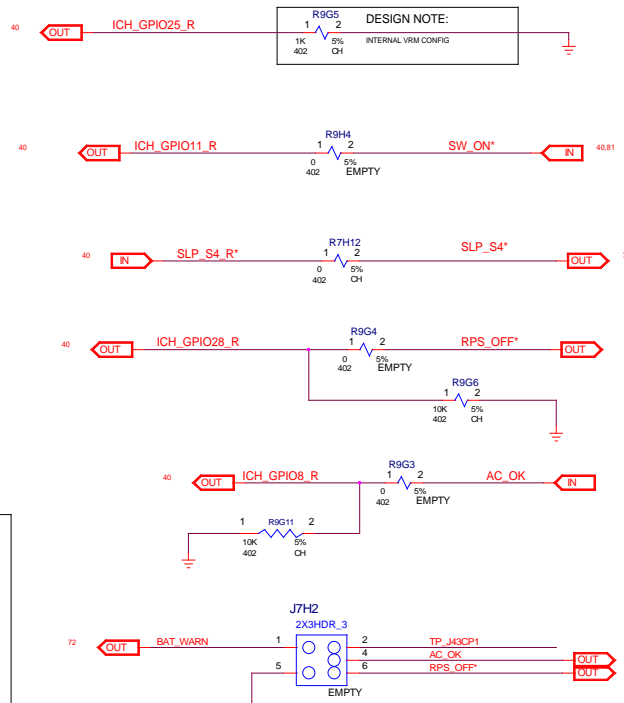 R9G5 DESIGN NOTE:
40 OUT ICH_GPIO25_R 1 2 INTERNAL VRM CONFIG
1K 5%
402 CH
R9H4
40 OUT ICH_GPIO11_R 1 2 SW_ON* IN 40,81
0 5%
402 EMPTY
R7H12
40 IN SLP_S4_R* 1 2 SLP_S4* OUT
0 5%
402 CH
R9G4
40 OUT ICH_GPIO28_R 1 2 RPS_OFF* OUT
0 5%
402 EMPTY
R9G6
1 2
10K 5%
402 CH
R9G3
40 OUT ICH_GPIO8_R 1 2 AC_OK IN
0 5%
402 EMPTY
1 R9G11 2
10K 5%
402 CH
J7H2
2X3HDR_3
72 OUT BAT_WARN 1 2 TP_J43CP1
4 AC_OK OUT
5 6 RPS_OFF* OUT
EMPTY